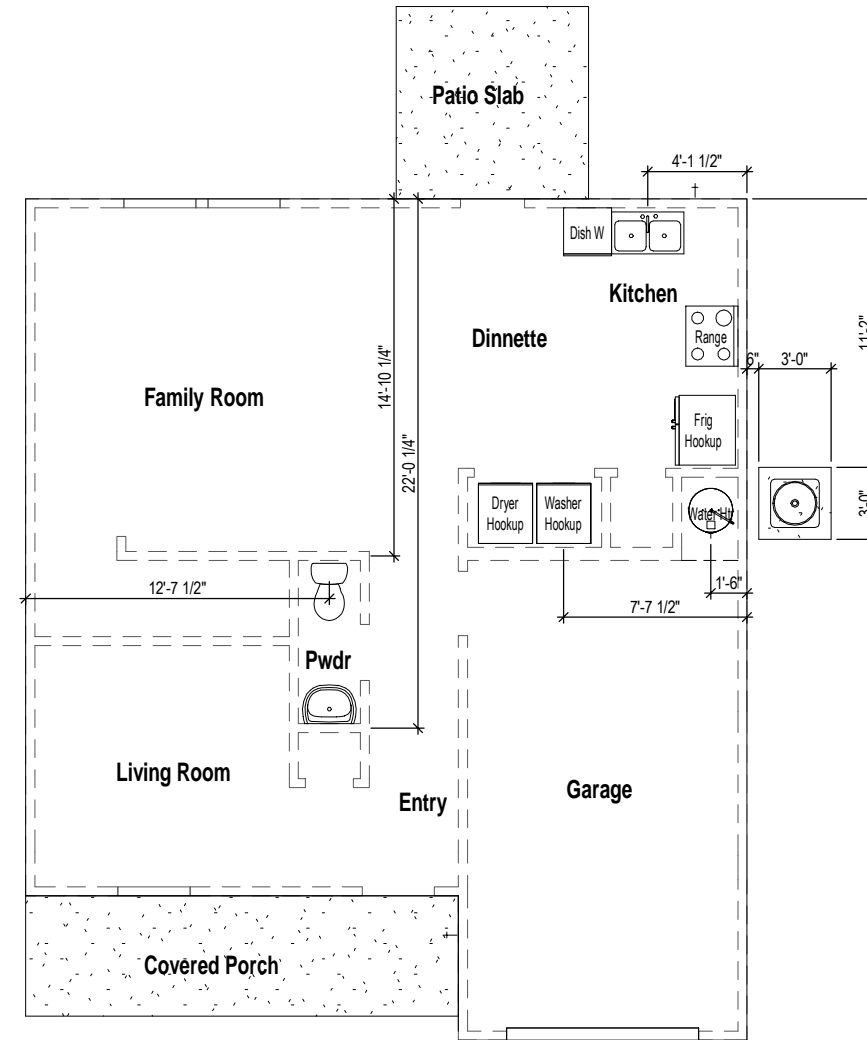 Patio Slab
4'-1 1/2"
Dish W
Kitchen
Dinnette
Range
11'-2"
6"
3'-0"
14'-10 1/4"
Family Room
Frig
Hookup
22'-0 1/4"
Dryer
Hookup
Washer
Hookup
Water Htr
3'-0"
12'-7 1/2"
1'-6"
7'-7 1/2"
Pwdr
Living Room
Entry
Garage
Covered Porch